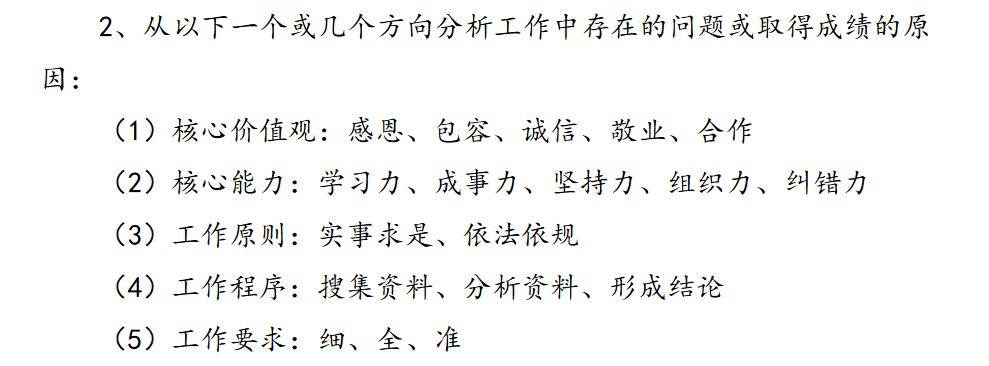 2、从以下一个或几个方向分析工作中存在的问题或取得成绩的原
因：
（1）核心价值观：感恩、包容、诚信、敬业、合作
（2）核心能力：学习力、成事力、坚持力、组织力、纠错力
（3）工作原则：实事求是、依法依规
（4）工作程序：搜集资料、分析资料、形成结论
（5）工作要求：细、全、准